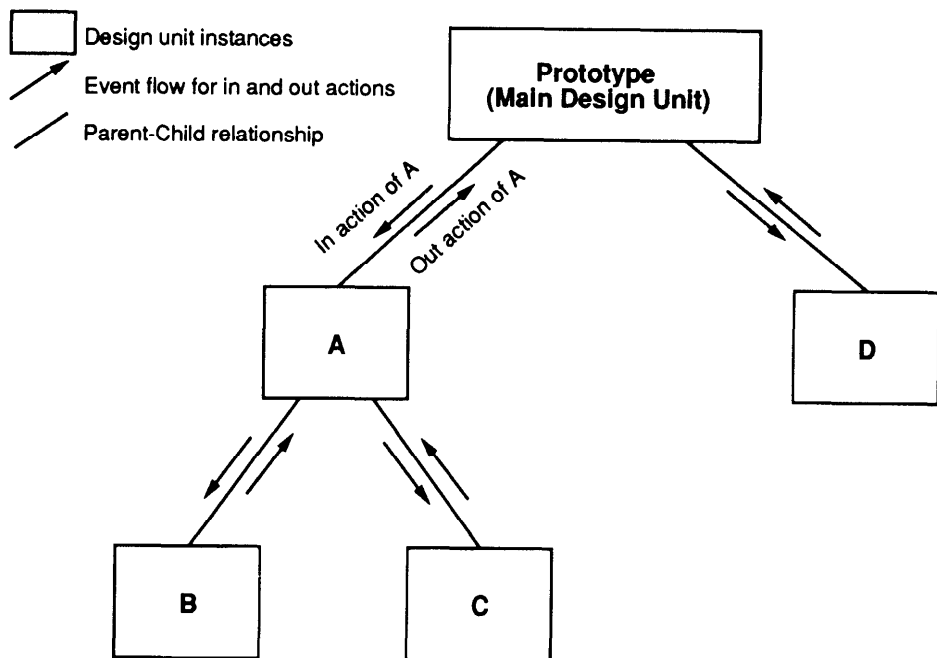 Design unit instances
Event flow for in and out actions
Parent-Child relationship
Prototype
(Main Design Unit)
In action of A
Out action of A
A
D
B
C